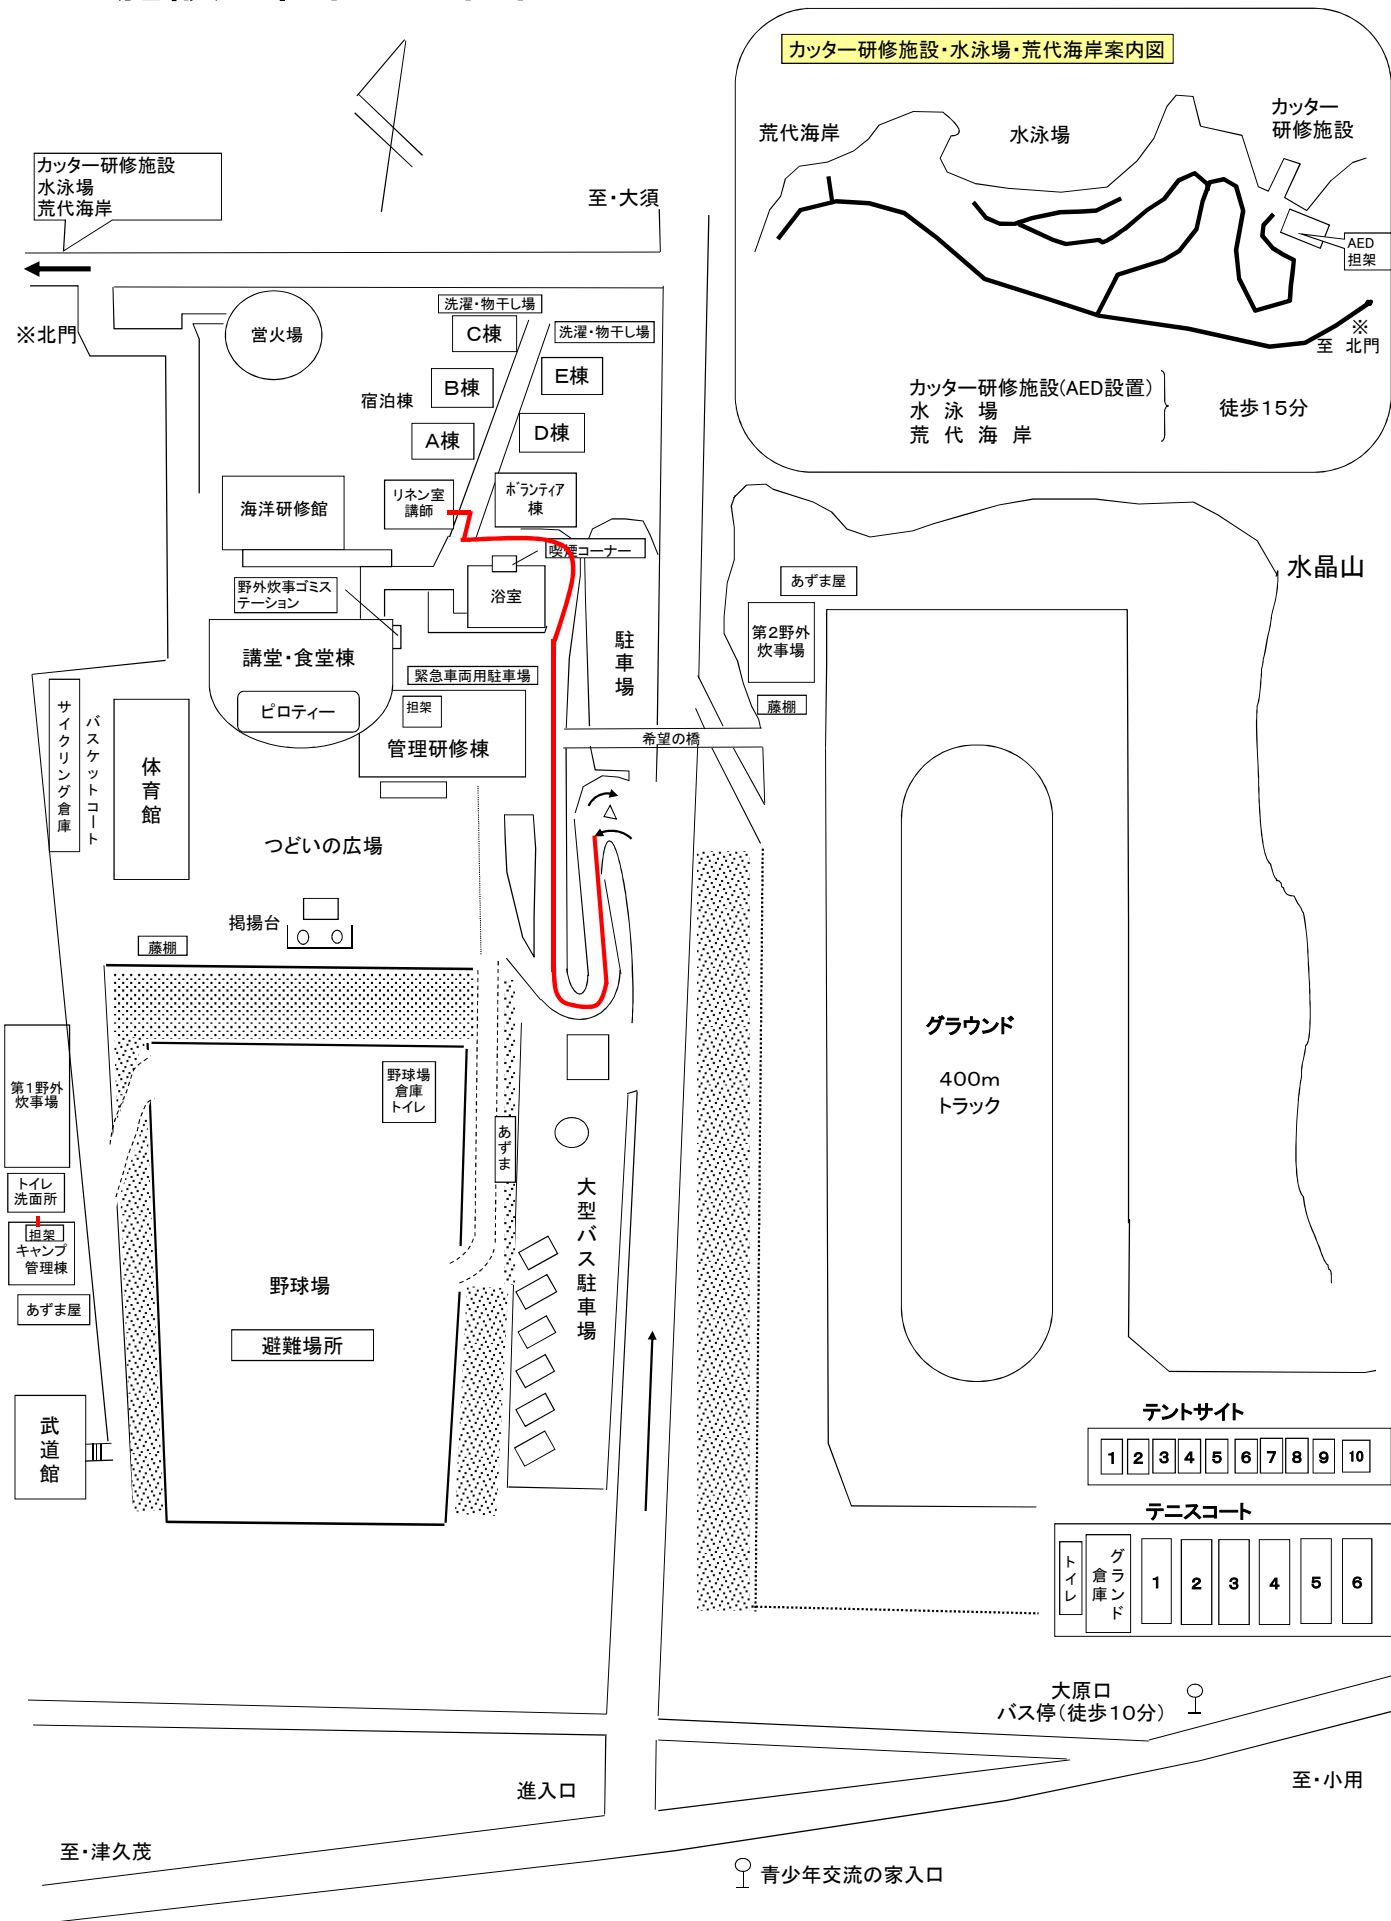 カッター研修施設・水泳場・荒代海岸案内図
荒代海岸
水泳場
カッター
研修施設
AED
担架
※
至 北門
カッター研修施設(AED設置)
水 泳 場
荒 代 海 岸
徒歩15分
カッター研修施設
水泳場
荒代海岸
至・大須
※北門
営火場
洗濯・物干し場
C棟
洗濯・物干し場
B棟
E棟
宿泊棟
A棟
D棟
海洋研修館
リネン室
講師
ボランティア
棟
喫煙コーナー
浴室
野外炊事ゴミス
テーション
講堂・食堂棟
ピロティー
緊急車両用駐車場
担架
管理研修棟
駐車場
希望の橋
あずま屋
第2野外
炊事場
藤棚
水晶山
サイクリング倉庫
バスケットコート
体育館
つどいの広場
掲揚台
藤棚
第1野外
炊事場
トイレ
洗面所
担架
キャンプ
管理棟
あずま屋
武道館
野球場
倉庫
トイレ
あずま
野球場
避難場所
大型バス駐車場
グラウンド
400m
トラック
テントサイト
1 2 3 4 5 6 7 8 9 10
テニスコート
トイレ
グランド
倉庫
1 2 3 4 5 6
大原口
バス停(徒歩10分)
進入口
至・小用
至・津久茂
青少年交流の家入口